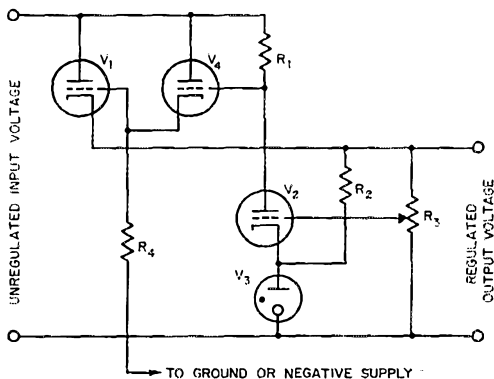 V1
V4
R1
UNREGULATED INPUT VOLTAGE
V2
R2
R3
R4
V3
REGULATED
OUTPUT VOLTAGE
TO GROUND OR NEGATIVE SUPPLY